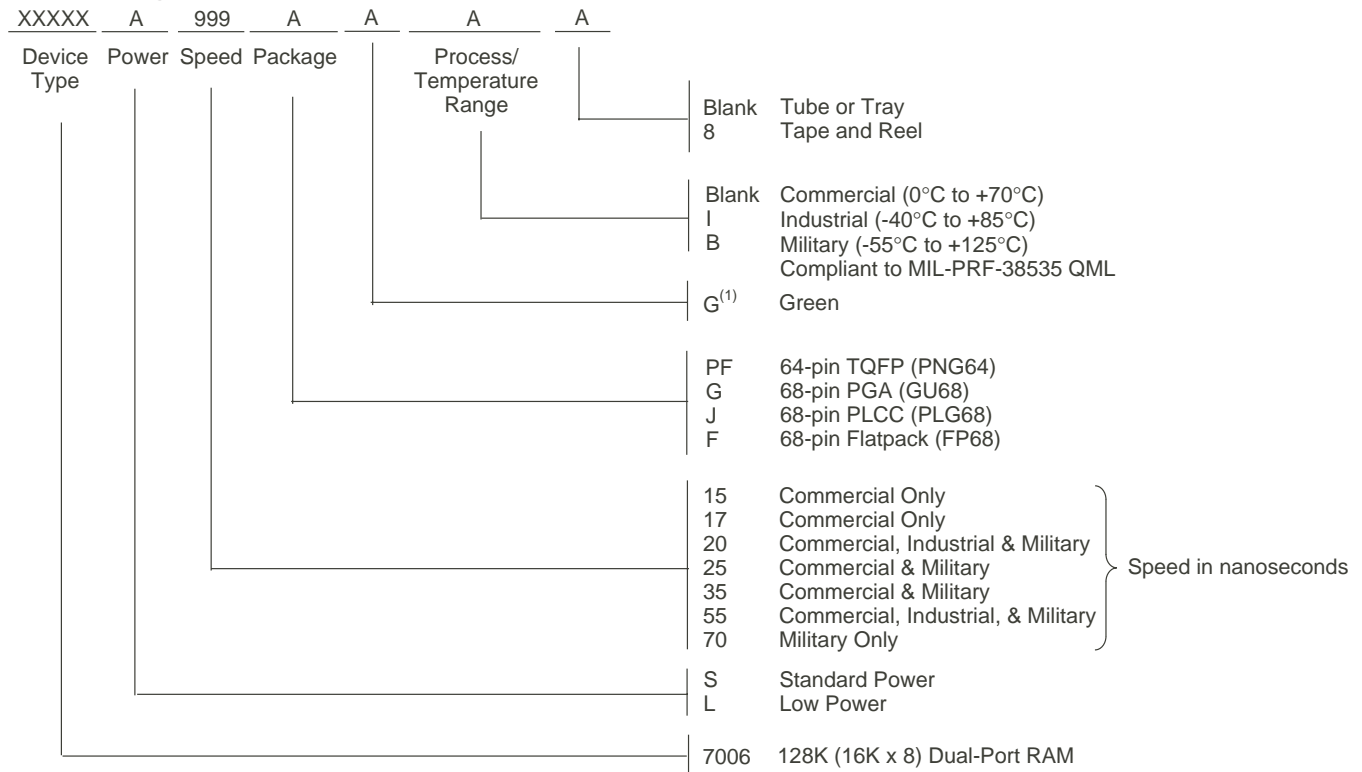 XXXXX A 999 A A A A
Device Type Power Speed Package Process/ Temperature Range
Blank Tube or Tray
8 Tape and Reel
Blank Commercial (0°C to +70°C)
I Industrial (-40°C to +85°C)
B Military (-55°C to +125°C)
Compliant to MIL-PRF-38535 QML
G(1) Green
PF 64-pin TQFP (PNG64)
G 68-pin PGA (GU68)
J 68-pin PLCC (PLG68)
F 68-pin Flatpack (FP68)
15 Commercial Only
17 Commercial Only
20 Commercial, Industrial & Military
25 Commercial & Military
Speed in nanoseconds
35 Commercial & Military
55 Commercial, Industrial, & Military
70 Military Only
S Standard Power
L Low Power
7006 128K (16K x 8) Dual-Port RAM